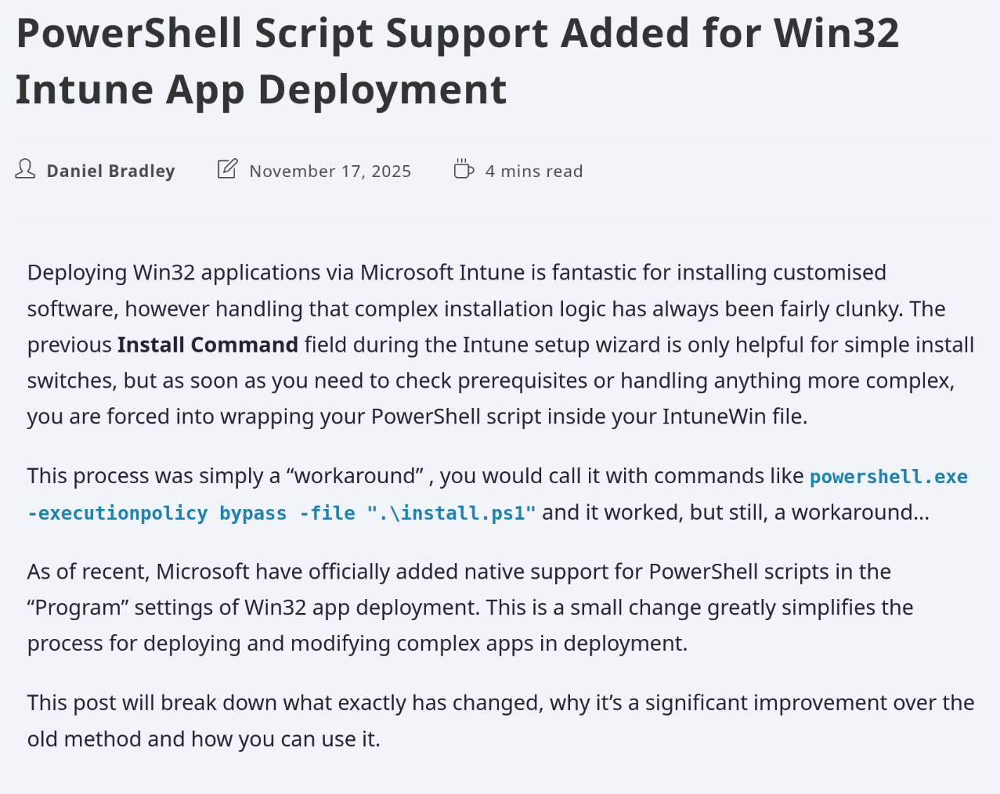 PowerShell Script Support Added for Win32
Intune App Deployment
Daniel Bradley
November 17, 2025
4 mins read
Deploying Win32 applications via Microsoft Intune is fantastic for installing customised
software, however handling that complex installation logic has always been fairly clunky. The
previous Install Command field during the Intune setup wizard is only helpful for simple install
switches, but as soon as you need to check prerequisites or handling anything more complex,
you are forced into wrapping your PowerShell script inside your IntuneWin file.
This process was simply a “workaround” , you would call it with commands like powershell.exe
-executionpolicy bypass -file ".\install.ps1" and it worked, but still, a workaround…
As of recent, Microsoft have officially added native support for PowerShell scripts in the
“Program” settings of Win32 app deployment. This is a small change greatly simplifies the
process for deploying and modifying complex apps in deployment.
This post will break down what exactly has changed, why it’s a significant improvement over the
old method and how you can use it.